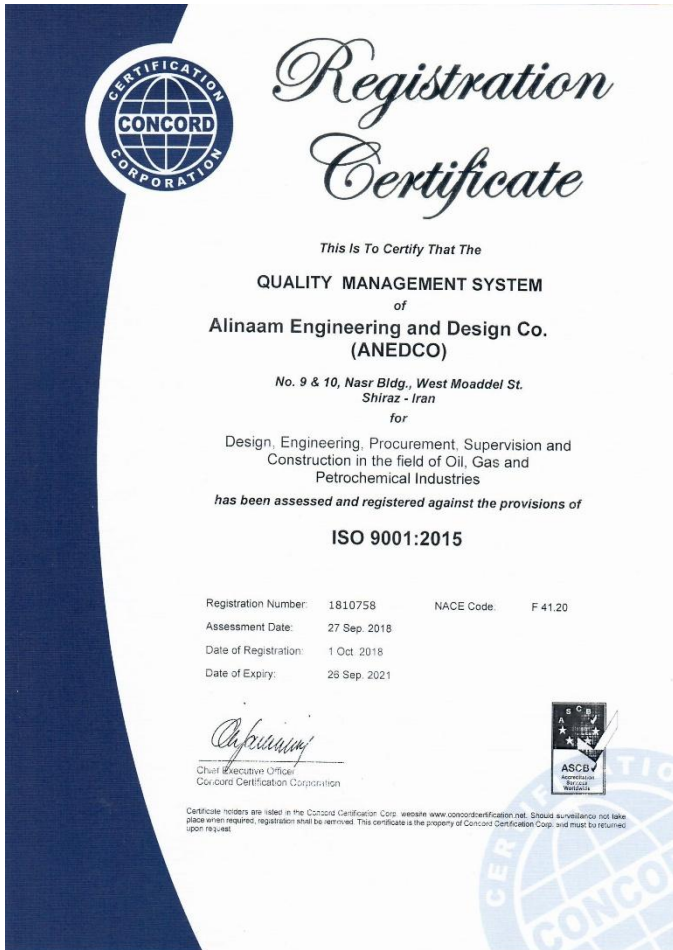 CERTIFICATION
CONCORD
CORPORATION
Registration
Certificate
This Is To Certify That The
QUALITY MANAGEMENT SYSTEM
of
Alinaam Engineering and Design Co.
(ANEDCO)
No. 9 & 10, Nasr Bldg., West Moaddel St.
Shiraz - Iran
for
Design, Engineering, Procurement, Supervision and
Construction in the field of Oil, Gas and
Petrochemical Industries
has been assessed and registered against the provisions of
ISO 9001:2015
Registration Number: 1810758 NACE Code: F 41.20
Assessment Date: 27 Sep. 2018
Date of Registration: 1 Oct 2018
Date of Expiry: 26 Sep. 2021
Chief Executive Officer
Concord Certification Corporation
ASCB
ASCB
Accreditation
Services
Worldwide
Certificate holders are listed in the Concord Certification Corp. website www.concordcertification.net. Should surveillance not take
place when required, registration shall be removed. This certificate is the property of Concord Certification Corp. and must be returned
upon request